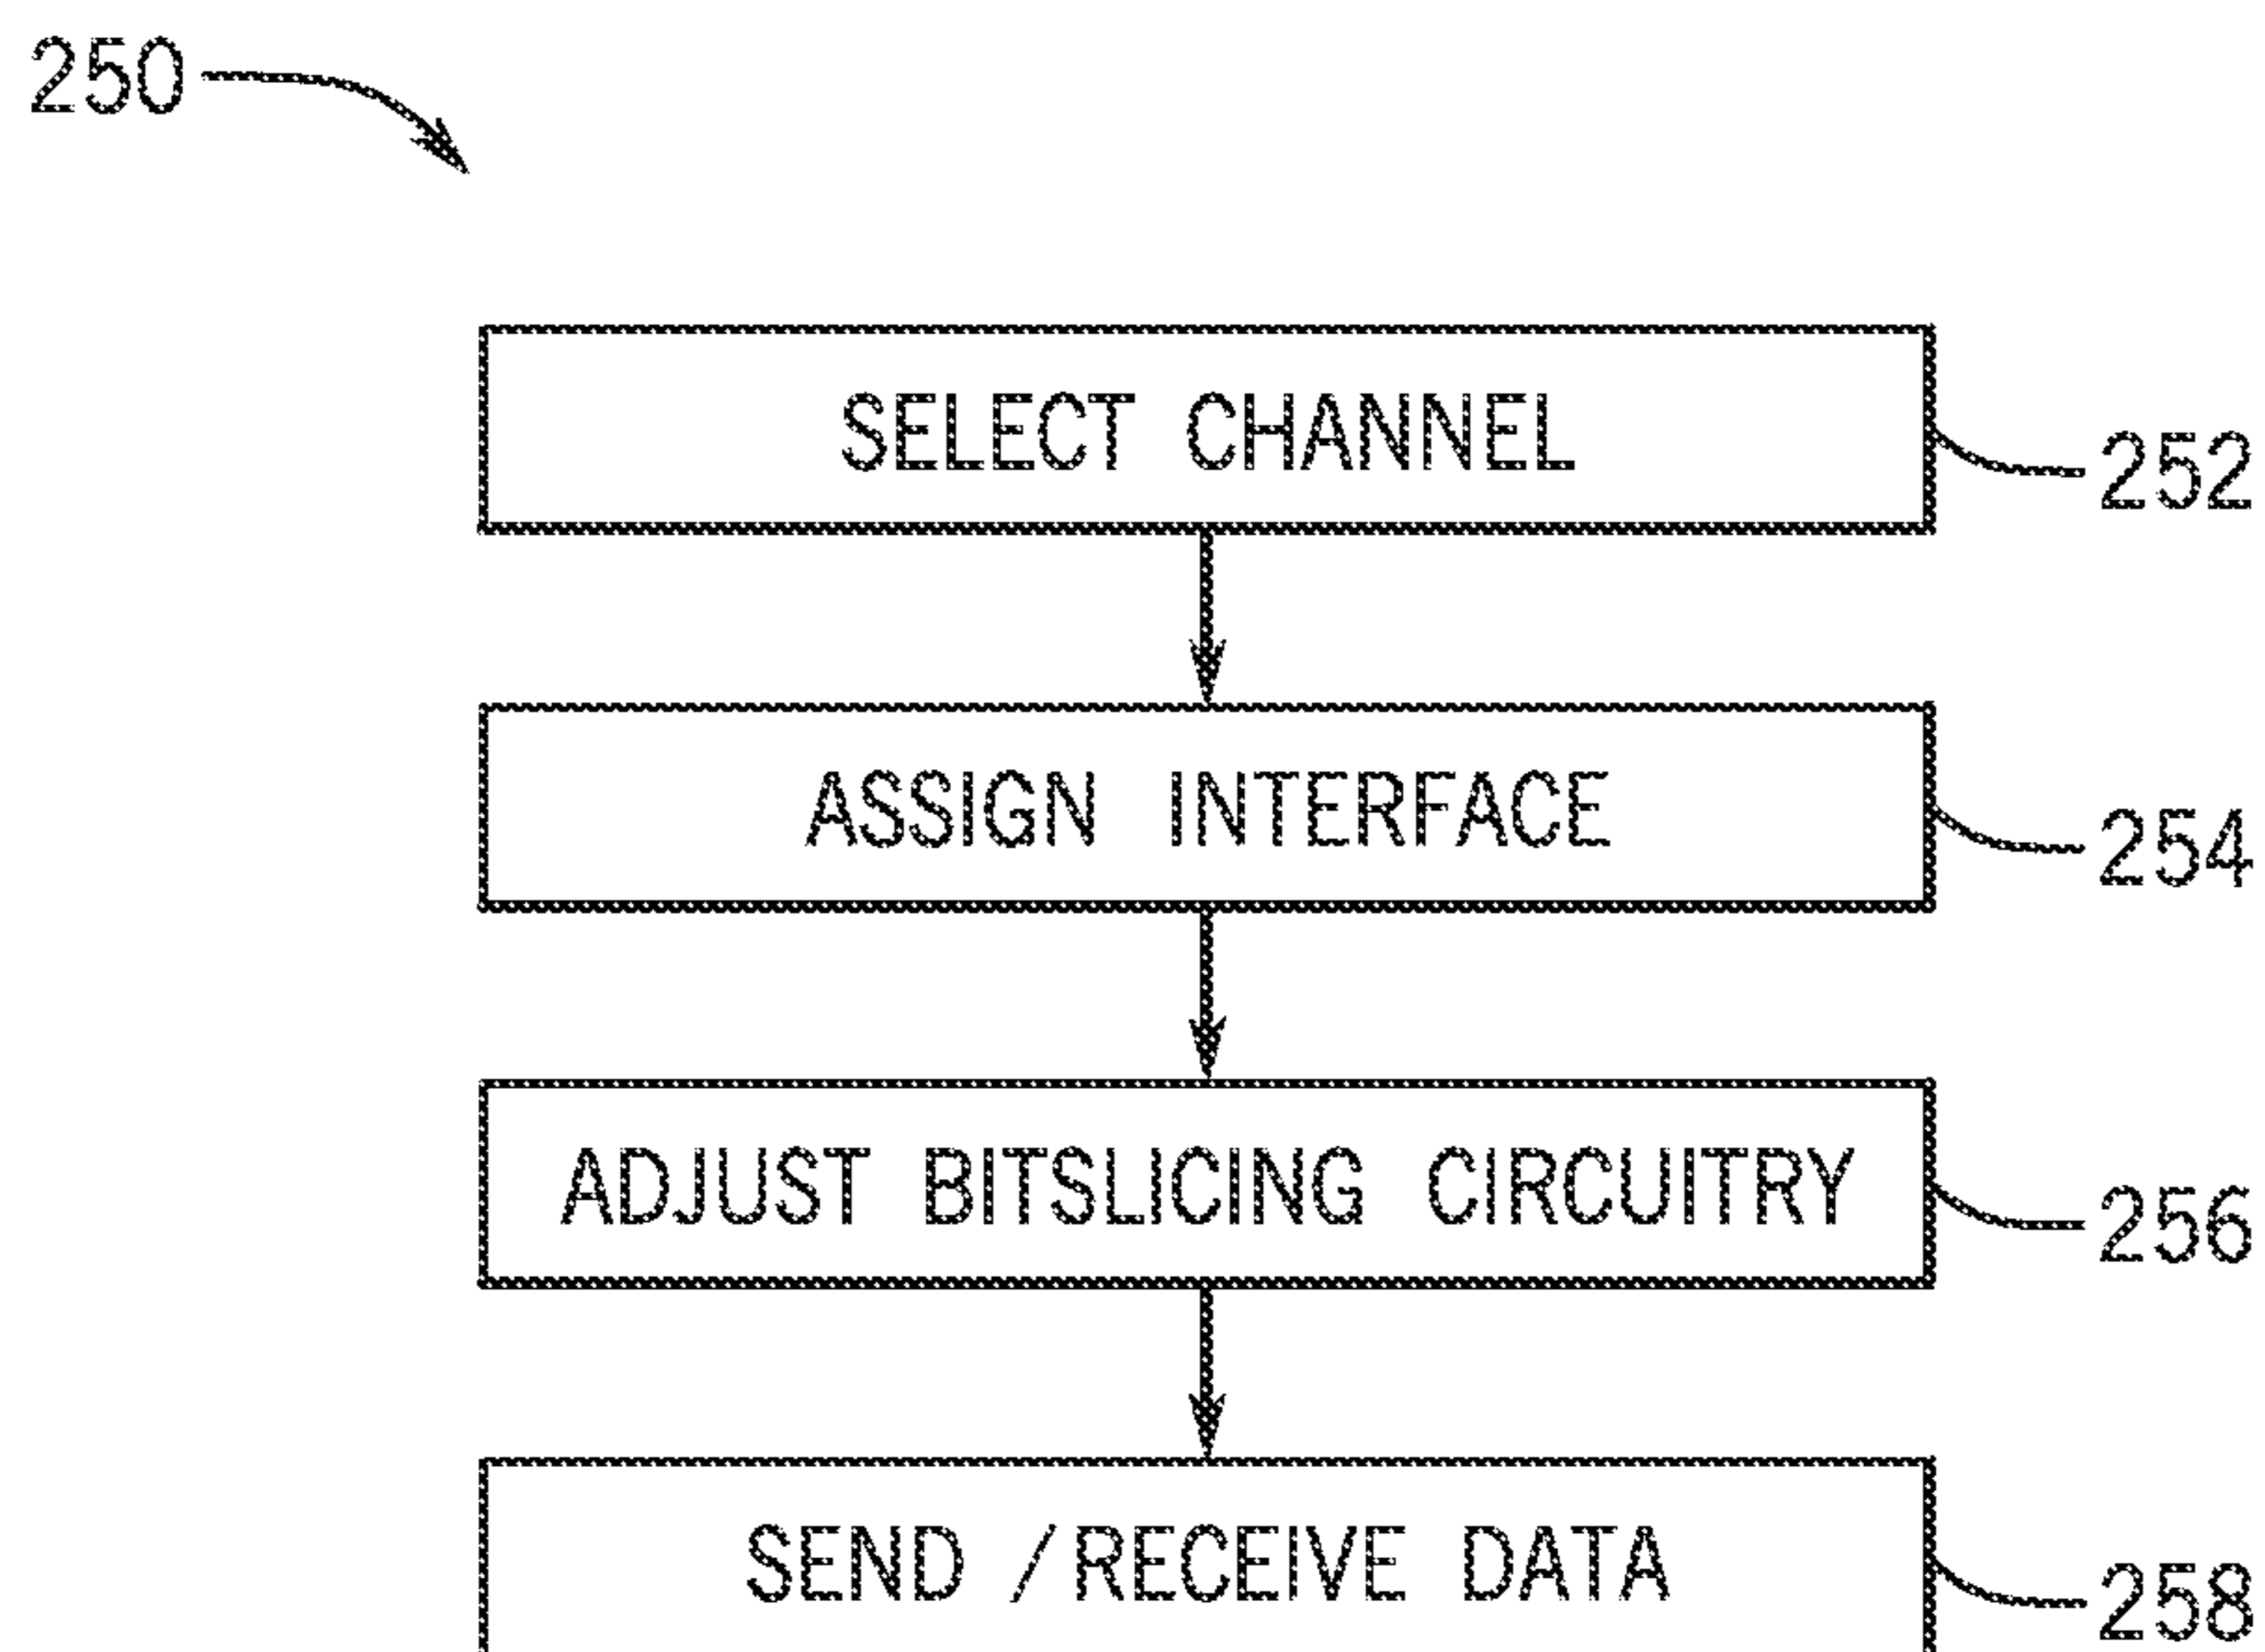 250
SELECT CHANNEL
252
ASSIGN INTERFACE
254
ADJUST BITSLICING CIRCUITRY
256
SEND /RECEIVE DATA
258